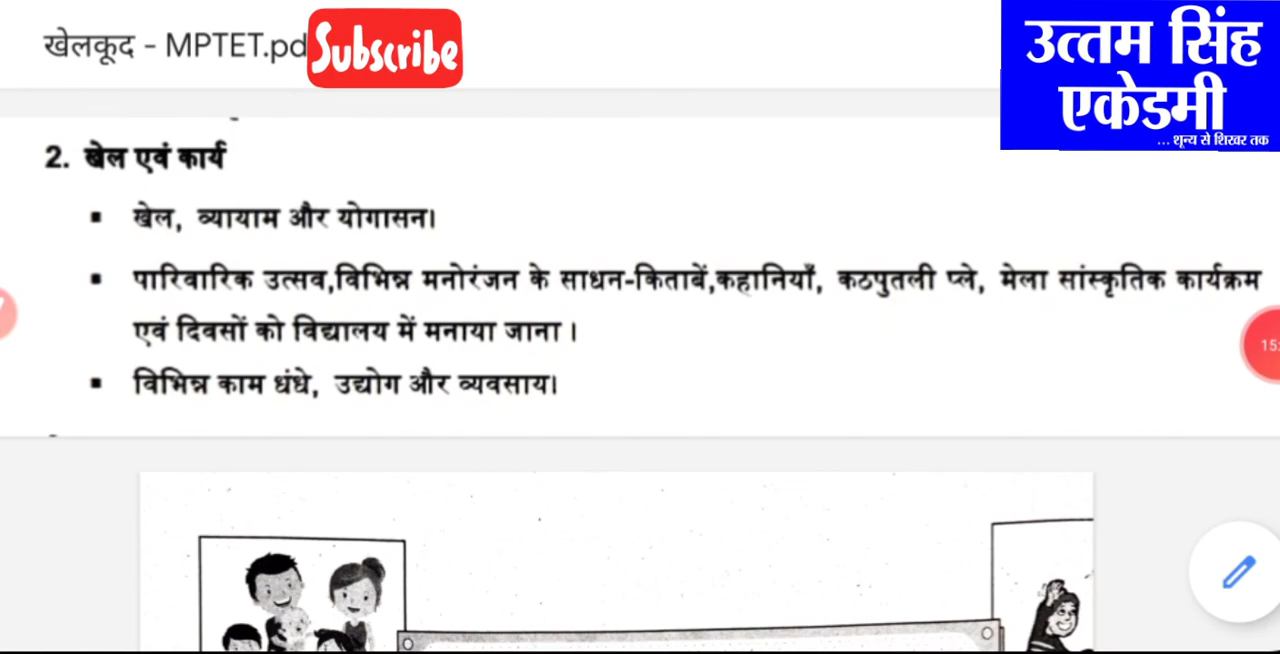 खेलकूद - MPTET.pd
Subscribe
उत्तम सिंह
एकेडमी
... शून्य से शिखर तक
2. खेल एवं कार्य
▪ खेल, व्यायाम और योगासन।
▪ पारिवारिक उत्सव,विभिन्न मनोरंजन के साधन-किताबें,कहानियाँ, कठपुतली प्ले, मेला सांस्कृतिक कार्यक्रम
एवं दिवसों को विद्यालय में मनाया जाना ।
▪ विभिन्न काम धंधे, उद्योग और व्यवसाय।
15: